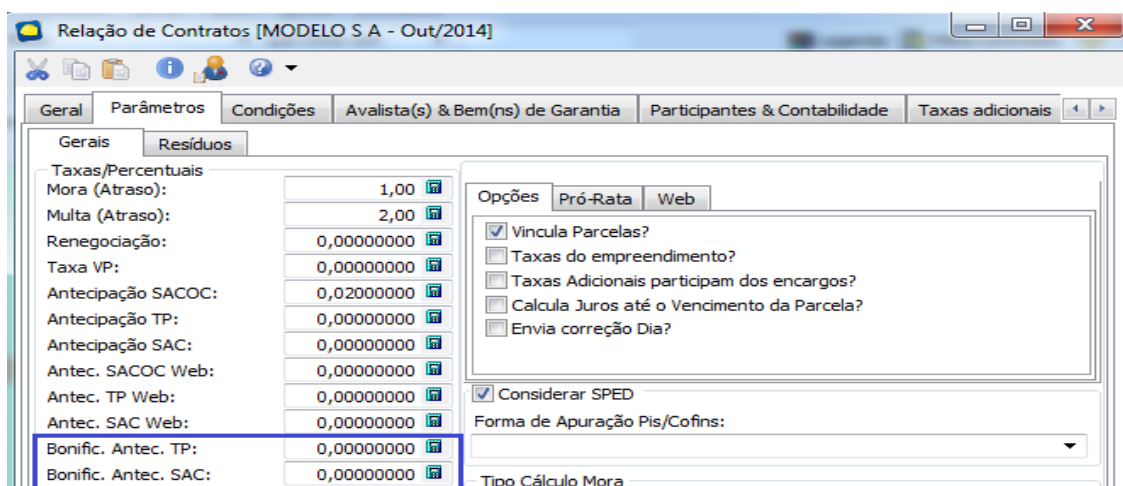 Relação de Contratos [MODELO S A - Out/2014]
Geral Parâmetros Condições Avalista(s) & Bem(ns) de Garantia Participantes & Contabilidade Taxas adicionais
Gerais Resíduos
Taxas/Percentuais
Mora (Atraso): 1,00
Multa (Atraso): 2,00
Renegociação: 0,00000000
Taxa VP: 0,00000000
Antecipação SACOC: 0,02000000
Antecipação TP: 0,00000000
Antecipação SAC: 0,00000000
Antec. SACOC Web: 0,00000000
Antec. TP Web: 0,00000000
Antec. SAC Web: 0,00000000
Bonific. Antec. TP: 0,00000000
Bonific. Antec. SAC: 0,00000000
Opções Pró-Rata Web
Vincula Parcelas?
Taxas do empreendimento?
Taxas Adicionais participam dos encargos?
Calcula Juros até o Vencimento da Parcela?
Envia correção Dia?
Considerar SPED
Forma de Apuração Pis/Cofins:
Tipo Cálculo Mora